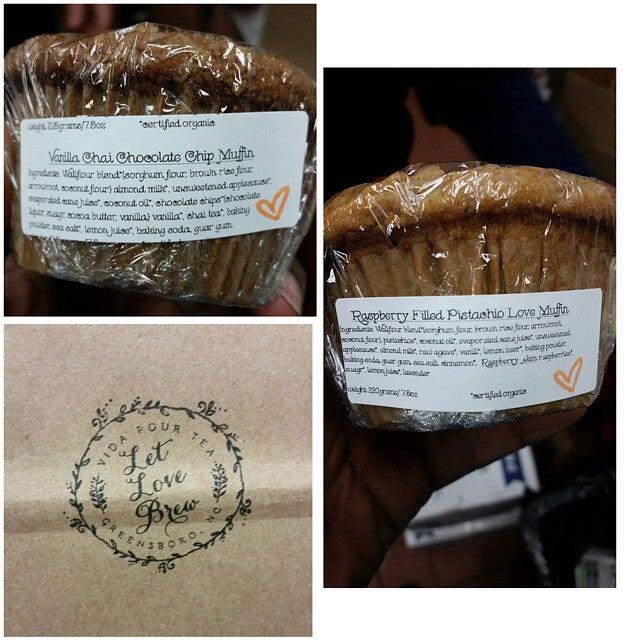 weight: 215grams/7.5oz *certified organic
Vanilla Chai Chocolate Chip Muffin
Ingredients: Wallflour blend*(sorghum flour, brown rice flour,
arrowroot, coconut flour) almond milk*, unsweetened applesauce*,
evaporated cane juice*, coconut oil*, chocolate chips*(chocolate
liquor, sugar, cocoa butter, vanilla) vanilla*, chai tea*, baking
powder, sea salt*, lemon juice*, baking soda, guar gum
Raspberry Filled Pistachio Love Muffin
Ingredients: Wallflour blend*(sorghum flour, brown rice flour, arrowroot,
coconut flour), pistachios*, coconut oil*, evaporated cane juice*, unsweetened
applesauce*, almond milk*, raw agave*, vanilla*, lemon zest*, baking powder,
baking soda, guar gum, sea salt, cinnamon*. Raspberry raspberries*,
sugar*, lemon juice*, lavender
weight: 220grams/ 7.8oz *certified organic
VIDA POUR TEA
Let
Love
Brew
GREENSBORO, NC